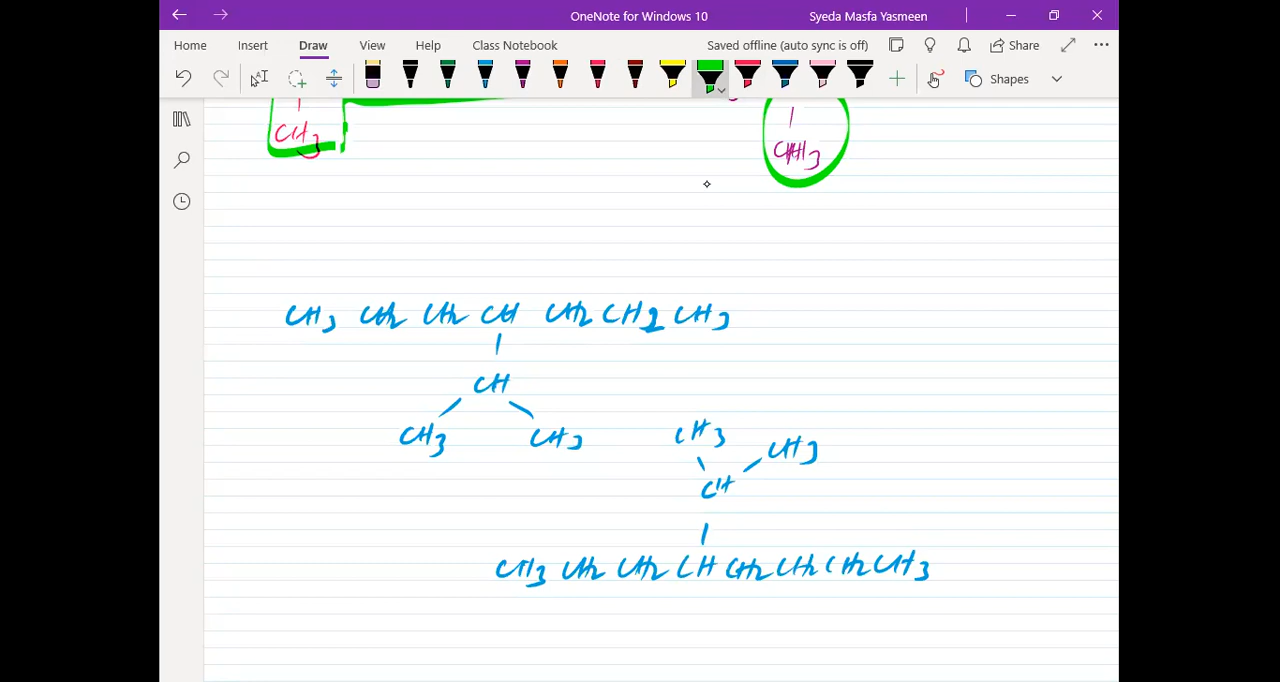 OneNote for Windows 10 Syeda Masfa Yasmeen
Home Insert Draw View Help Class Notebook Saved offline (auto sync is off) Share
Shapes
CH3 CH3
CH3 CH2 CH2 CH CH2 CH2 CH3
CH
CH3 CH3
CH3 CH3
CH
CH3 CH2 CH2 CH CH2 CH2 CH2 CH3